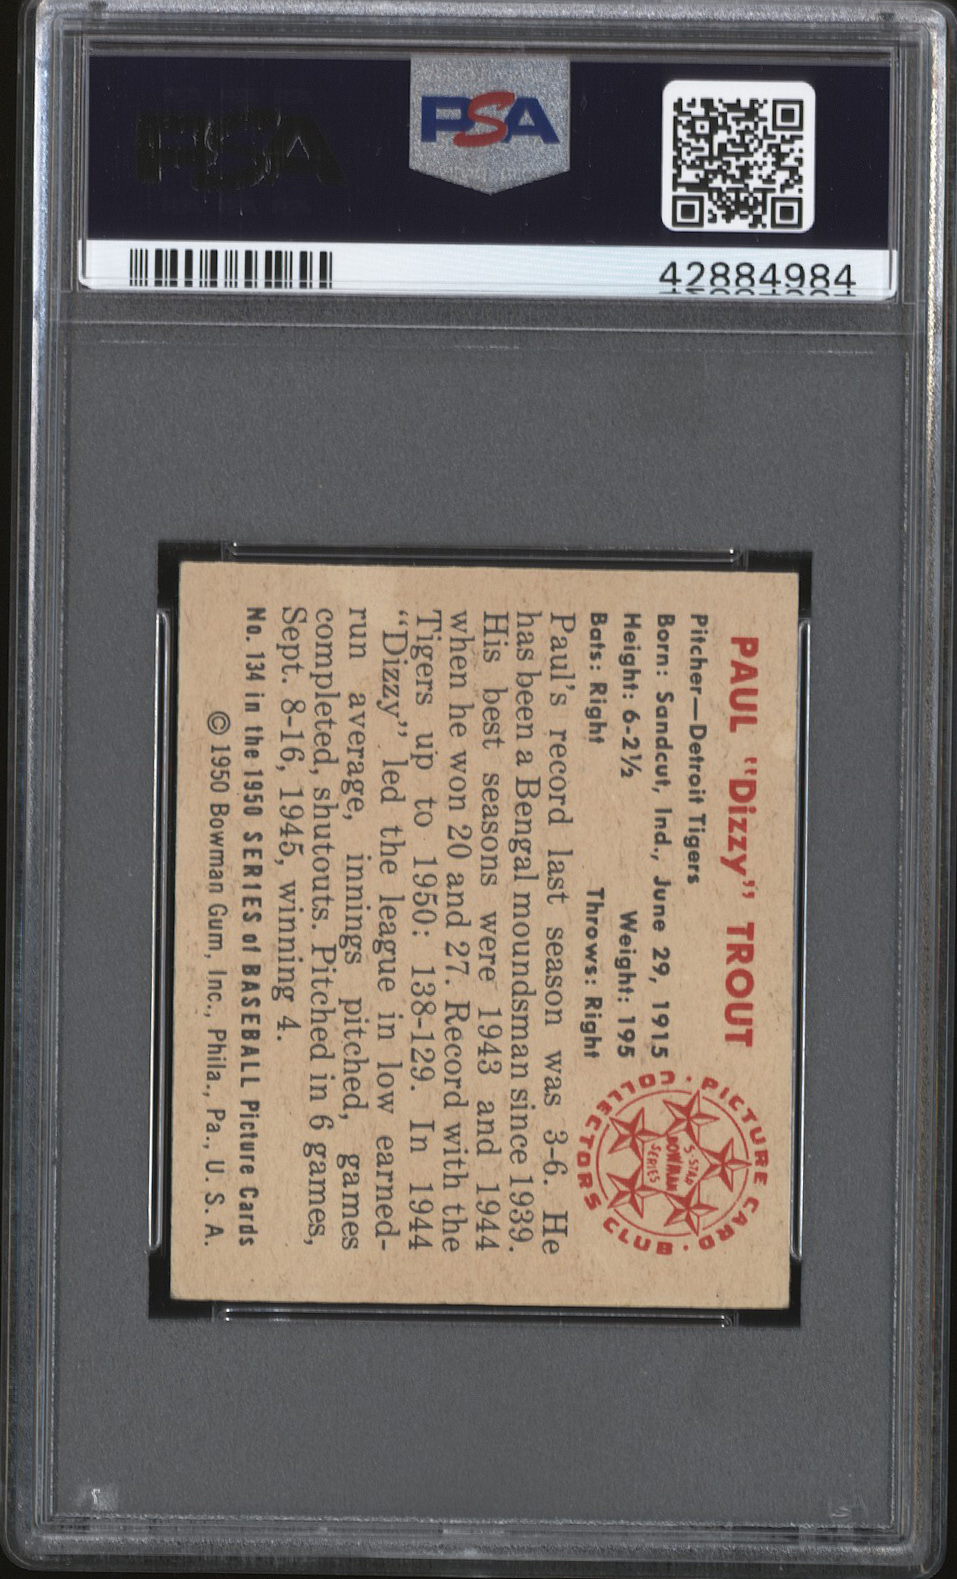 PSA
PSA
42884984
PAUL "Dizzy" TROUT
Pitcher—Detroit Tigers
Born: Sandcut, Ind., June 29, 1915
Height: 6-2½ Weight: 195
Bats: Right Throws: Right
PICTURE CARD COLLECTORS CLUB
5-STAR
BOWMAN
SERIES
Paul's record last season was 3-6. He
has been a Bengal moundsman since 1939.
His best seasons were 1943 and 1944
when he won 20 and 27. Record with the
Tigers up to 1950: 138-129. In 1944
"Dizzy" led the league in low earned-
run average, innings pitched, games
completed, shutouts. Pitched in 6 games,
Sept. 8-16, 1945, winning 4.
No. 134 in the 1950 SERIES of BASEBALL Picture Cards
© 1950 Bowman Gum, Inc., Phila., Pa., U. S. A.